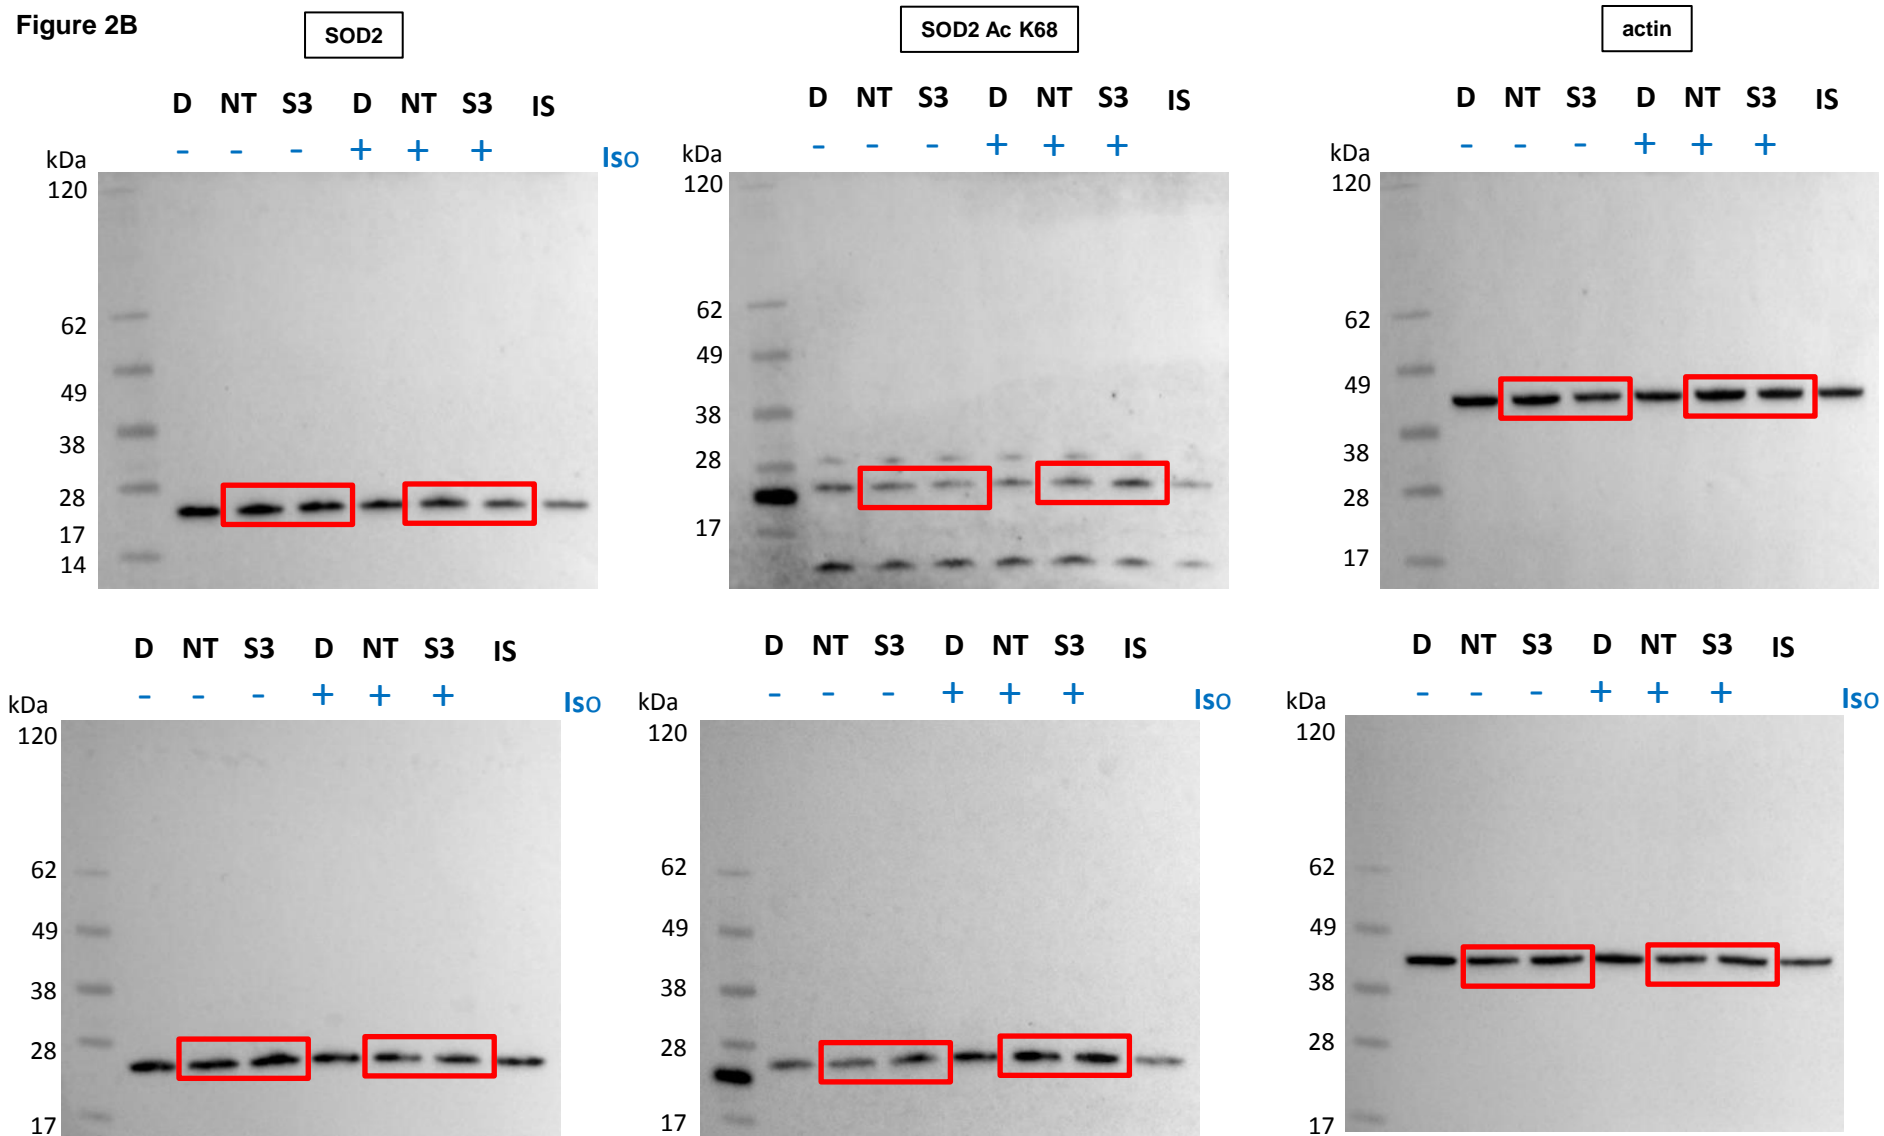 Figure 2B
SOD2
D NT S3 D NT S3 IS
- - - + + + Iso
kDa
120
62
49
38
28
17
14
SOD2 Ac K68
D NT S3 D NT S3 IS
- - - + + +
kDa
120
62
49
38
28
17
actin
D NT S3 D NT S3 IS
- - - + + +
kDa
120
62
49
38
28
17
D NT S3 D NT S3 IS
- - - + + + Iso
kDa
120
62
49
38
28
17
D NT S3 D NT S3 IS
- - - + + + Iso
kDa
120
62
49
38
28
17
D NT S3 D NT S3 IS
- - - + + + Iso
kDa
120
62
49
38
28
17